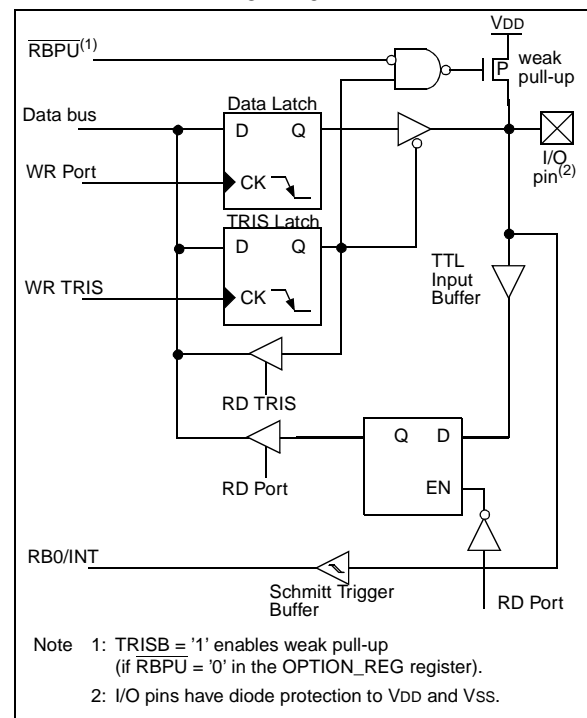 VDD
RBPU(1)
P
weak
pull-up
Data bus
Data Latch
D Q
I/O
pin(2)
WR Port
CK
TRIS Latch
D Q
TTL
Input
Buffer
WR TRIS
CK
RD TRIS
Q D
RD Port
EN
RB0/INT
Schmitt Trigger
Buffer
RD Port
Note 1: TRISB = '1' enables weak pull-up
(if RBPU = '0' in the OPTION_REG register).
2: I/O pins have diode protection to VDD and VSS.